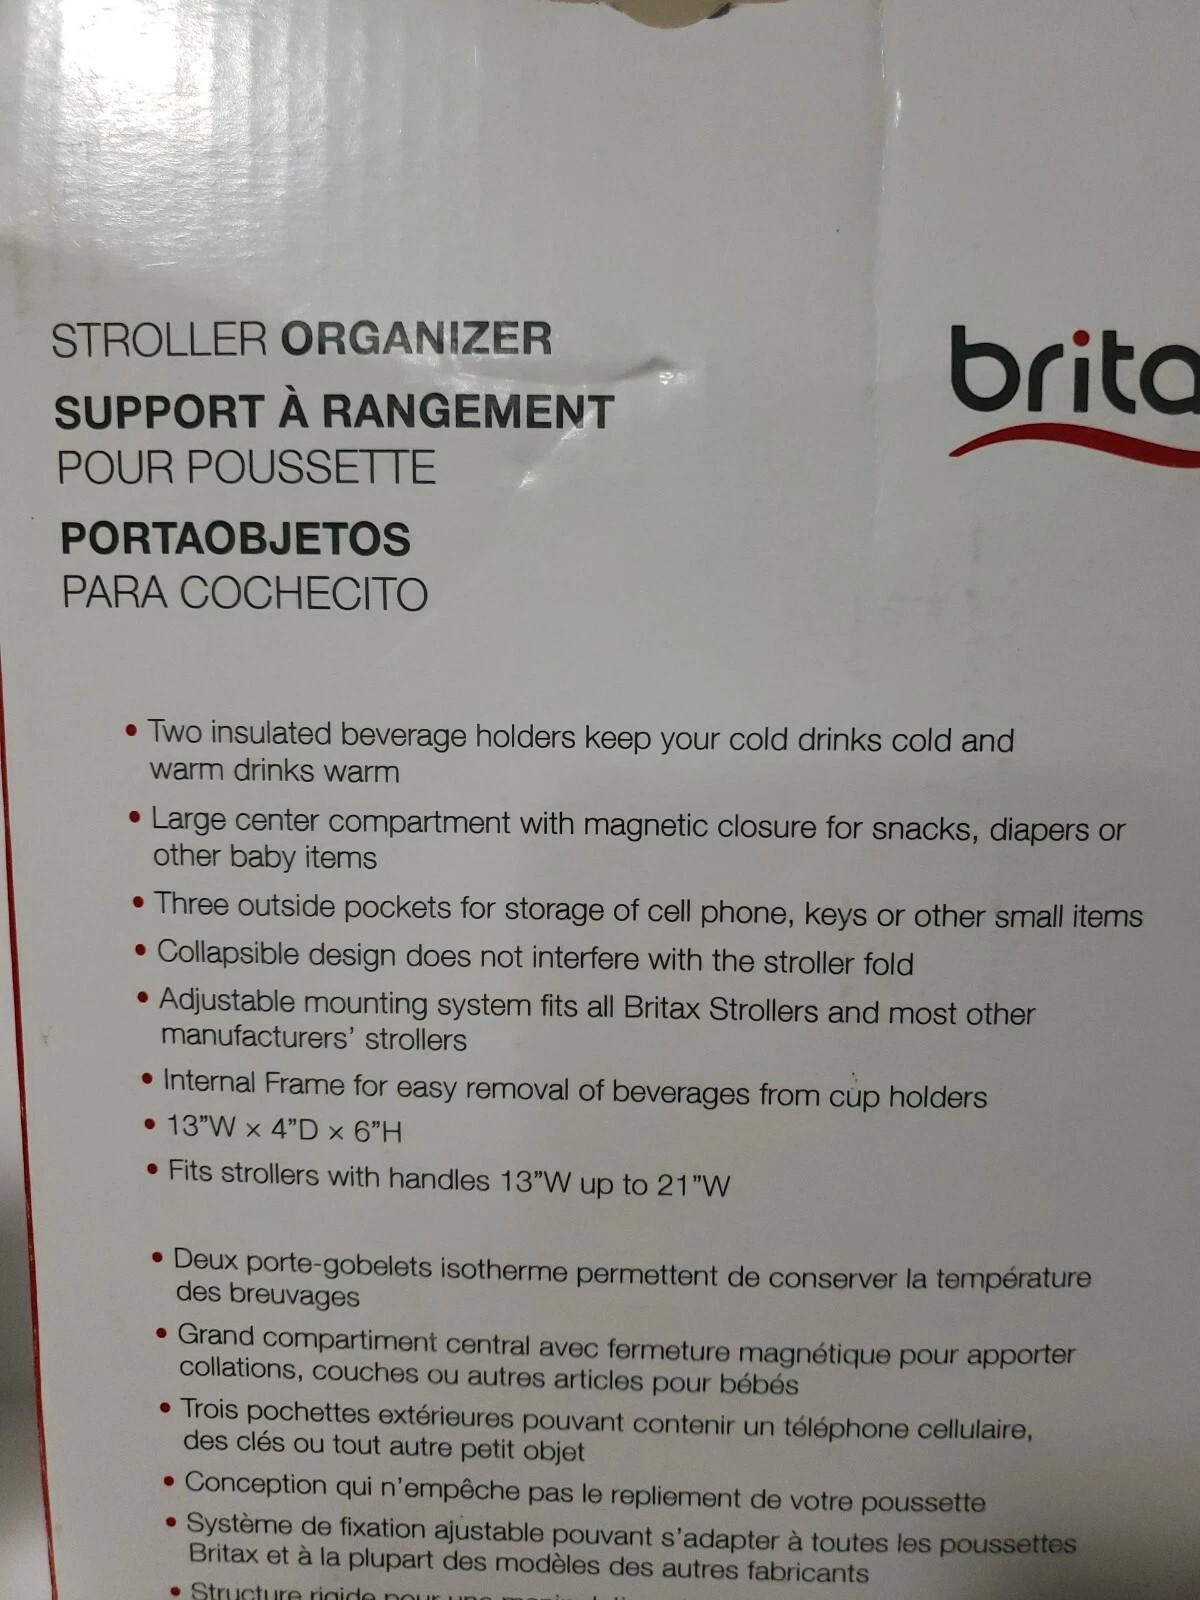 STROLLER ORGANIZER
SUPPORT À RANGEMENT
POUR POUSSETTE
PORTAOBJETOS
PARA COCHECITO
brita
• Two insulated beverage holders keep your cold drinks cold and
warm drinks warm
• Large center compartment with magnetic closure for snacks, diapers or
other baby items
• Three outside pockets for storage of cell phone, keys or other small items
• Collapsible design does not interfere with the stroller fold
• Adjustable mounting system fits all Britax Strollers and most other
manufacturers’ strollers
• Internal Frame for easy removal of beverages from cup holders
• 13”W x 4”D x 6”H
• Fits strollers with handles 13”W up to 21”W
• Deux porte-gobelets isotherme permettent de conserver la température
des breuvages
• Grand compartiment central avec fermeture magnétique pour apporter
collations, couches ou autres articles pour bébés
• Trois pochettes extérieures pouvant contenir un téléphone cellulaire,
des clés ou tout autre petit objet
• Conception qui n’empêche pas le repliement de votre poussette
• Système de fixation ajustable pouvant s’adapter à toutes les poussettes
Britax et à la plupart des modèles des autres fabricants
• Structure rigide pour une